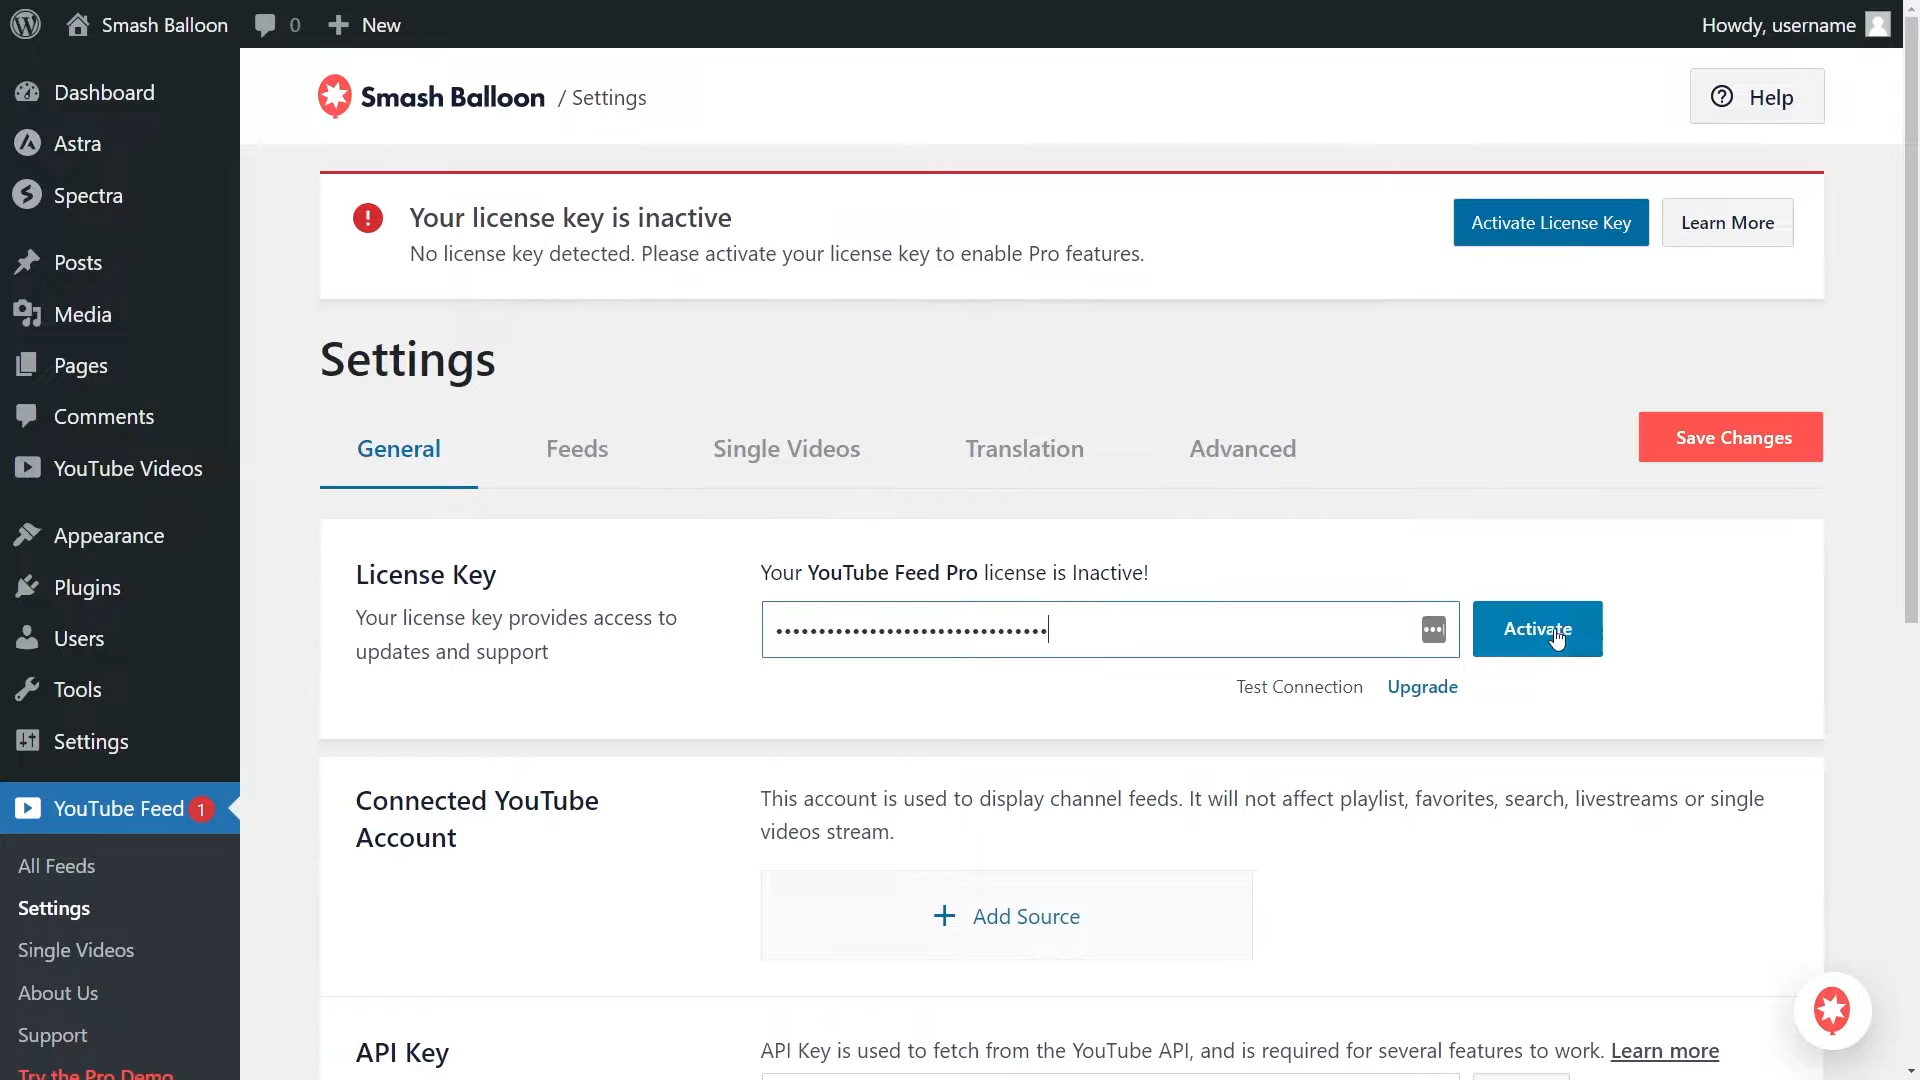 Smash Balloon
0
New
Howdy, username
Dashboard
Astra
Spectra
Posts
Media
Pages
Comments
YouTube Videos
Appearance
Plugins
Users
Tools
Settings
YouTube Feed 1
All Feeds
Settings
Single Videos
About Us
Support
Try the Pro Demo
Smash Balloon / Settings
Help
Your license key is inactive
No license key detected. Please activate your license key to enable Pro features.
Activate License Key
Learn More
Settings
General
Feeds
Single Videos
Translation
Advanced
Save Changes
License Key
Your license key provides access to
updates and support
Your YouTube Feed Pro license is Inactive!
Activate
Test Connection
Upgrade
Connected YouTube
Account
This account is used to display channel feeds. It will not affect playlist, favorites, search, livestreams or single
videos stream.
Add Source
API Key
API Key is used to fetch from the YouTube API, and is required for several features to work. Learn more